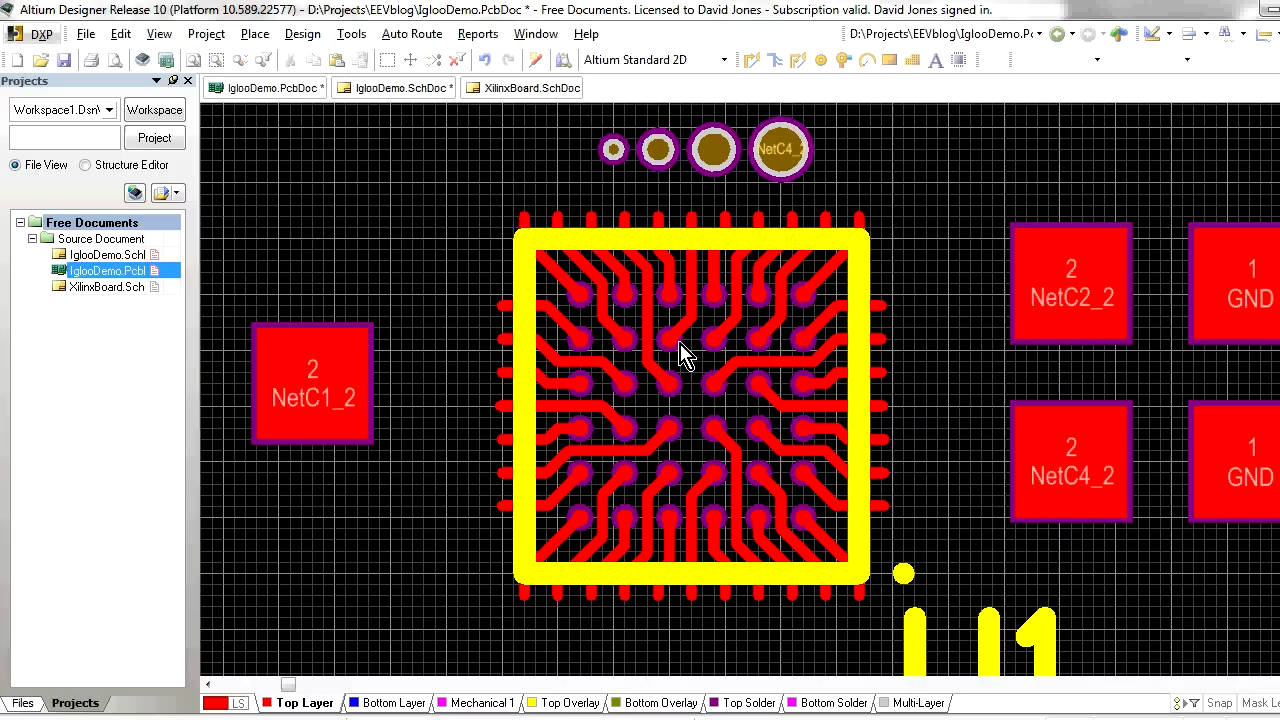 Altium Designer Release 10 (Platform 10.589.22577) - D:\Projects\EEVblog\IglooDemo.PcbDoc * - Free Documents. Licensed to David Jones - Subscription valid. David Jones signed in.
DXP File Edit View Project Place Design Tools Auto Route Reports Window Help D:\Projects\EEVblog\IglooDemo.Pc
Altium Standard 2D
Projects
IglooDemo.PcbDoc * IglooDemo.SchDoc * XilinxBoard.SchDoc
Workspace1.Dsn Workspace
Project
File View Structure Editor
Free Documents
Source Document
IglooDemo.Schl
IglooDemo.Pcbl
XilinxBoard.Sch
NetC4_2
2
NetC1_2
2
NetC2_2
1
GND
2
NetC4_2
1
GND
U1
Files Projects
LS Top Layer Bottom Layer Mechanical 1 Top Overlay Bottom Overlay Top Solder Bottom Solder Multi-Layer Snap Mask L